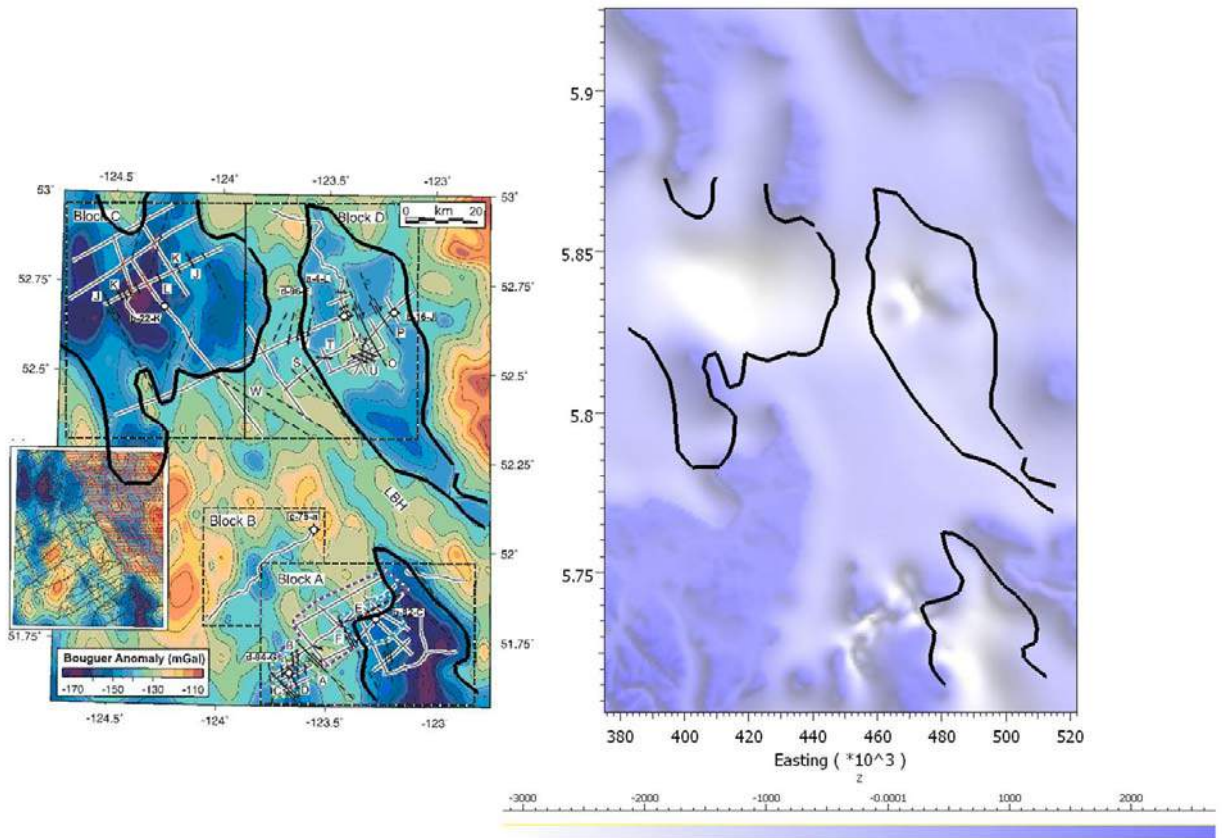 -124.5° -124° -123.5° -123°
53° 53°
Block C Block D
0 km 20
K
J
52.75° 52.75°
K
J L
J
P
T
52.5° 52.5°
S
U
W
52.25°
LBH
Block B
c-75-a
52° 52°
Block A
E
F
51.75° 51.75°
B
Bouguer Anomaly (mGal)
A
-170 -150 -130 -110
C D
-124.5° -124° -123.5° -123°
5.9
5.85
5.8
5.75
380 400 420 440 460 480 500 520
Easting ( *10^3 )
z
-3000 -1000 -0.0001 1000 2000